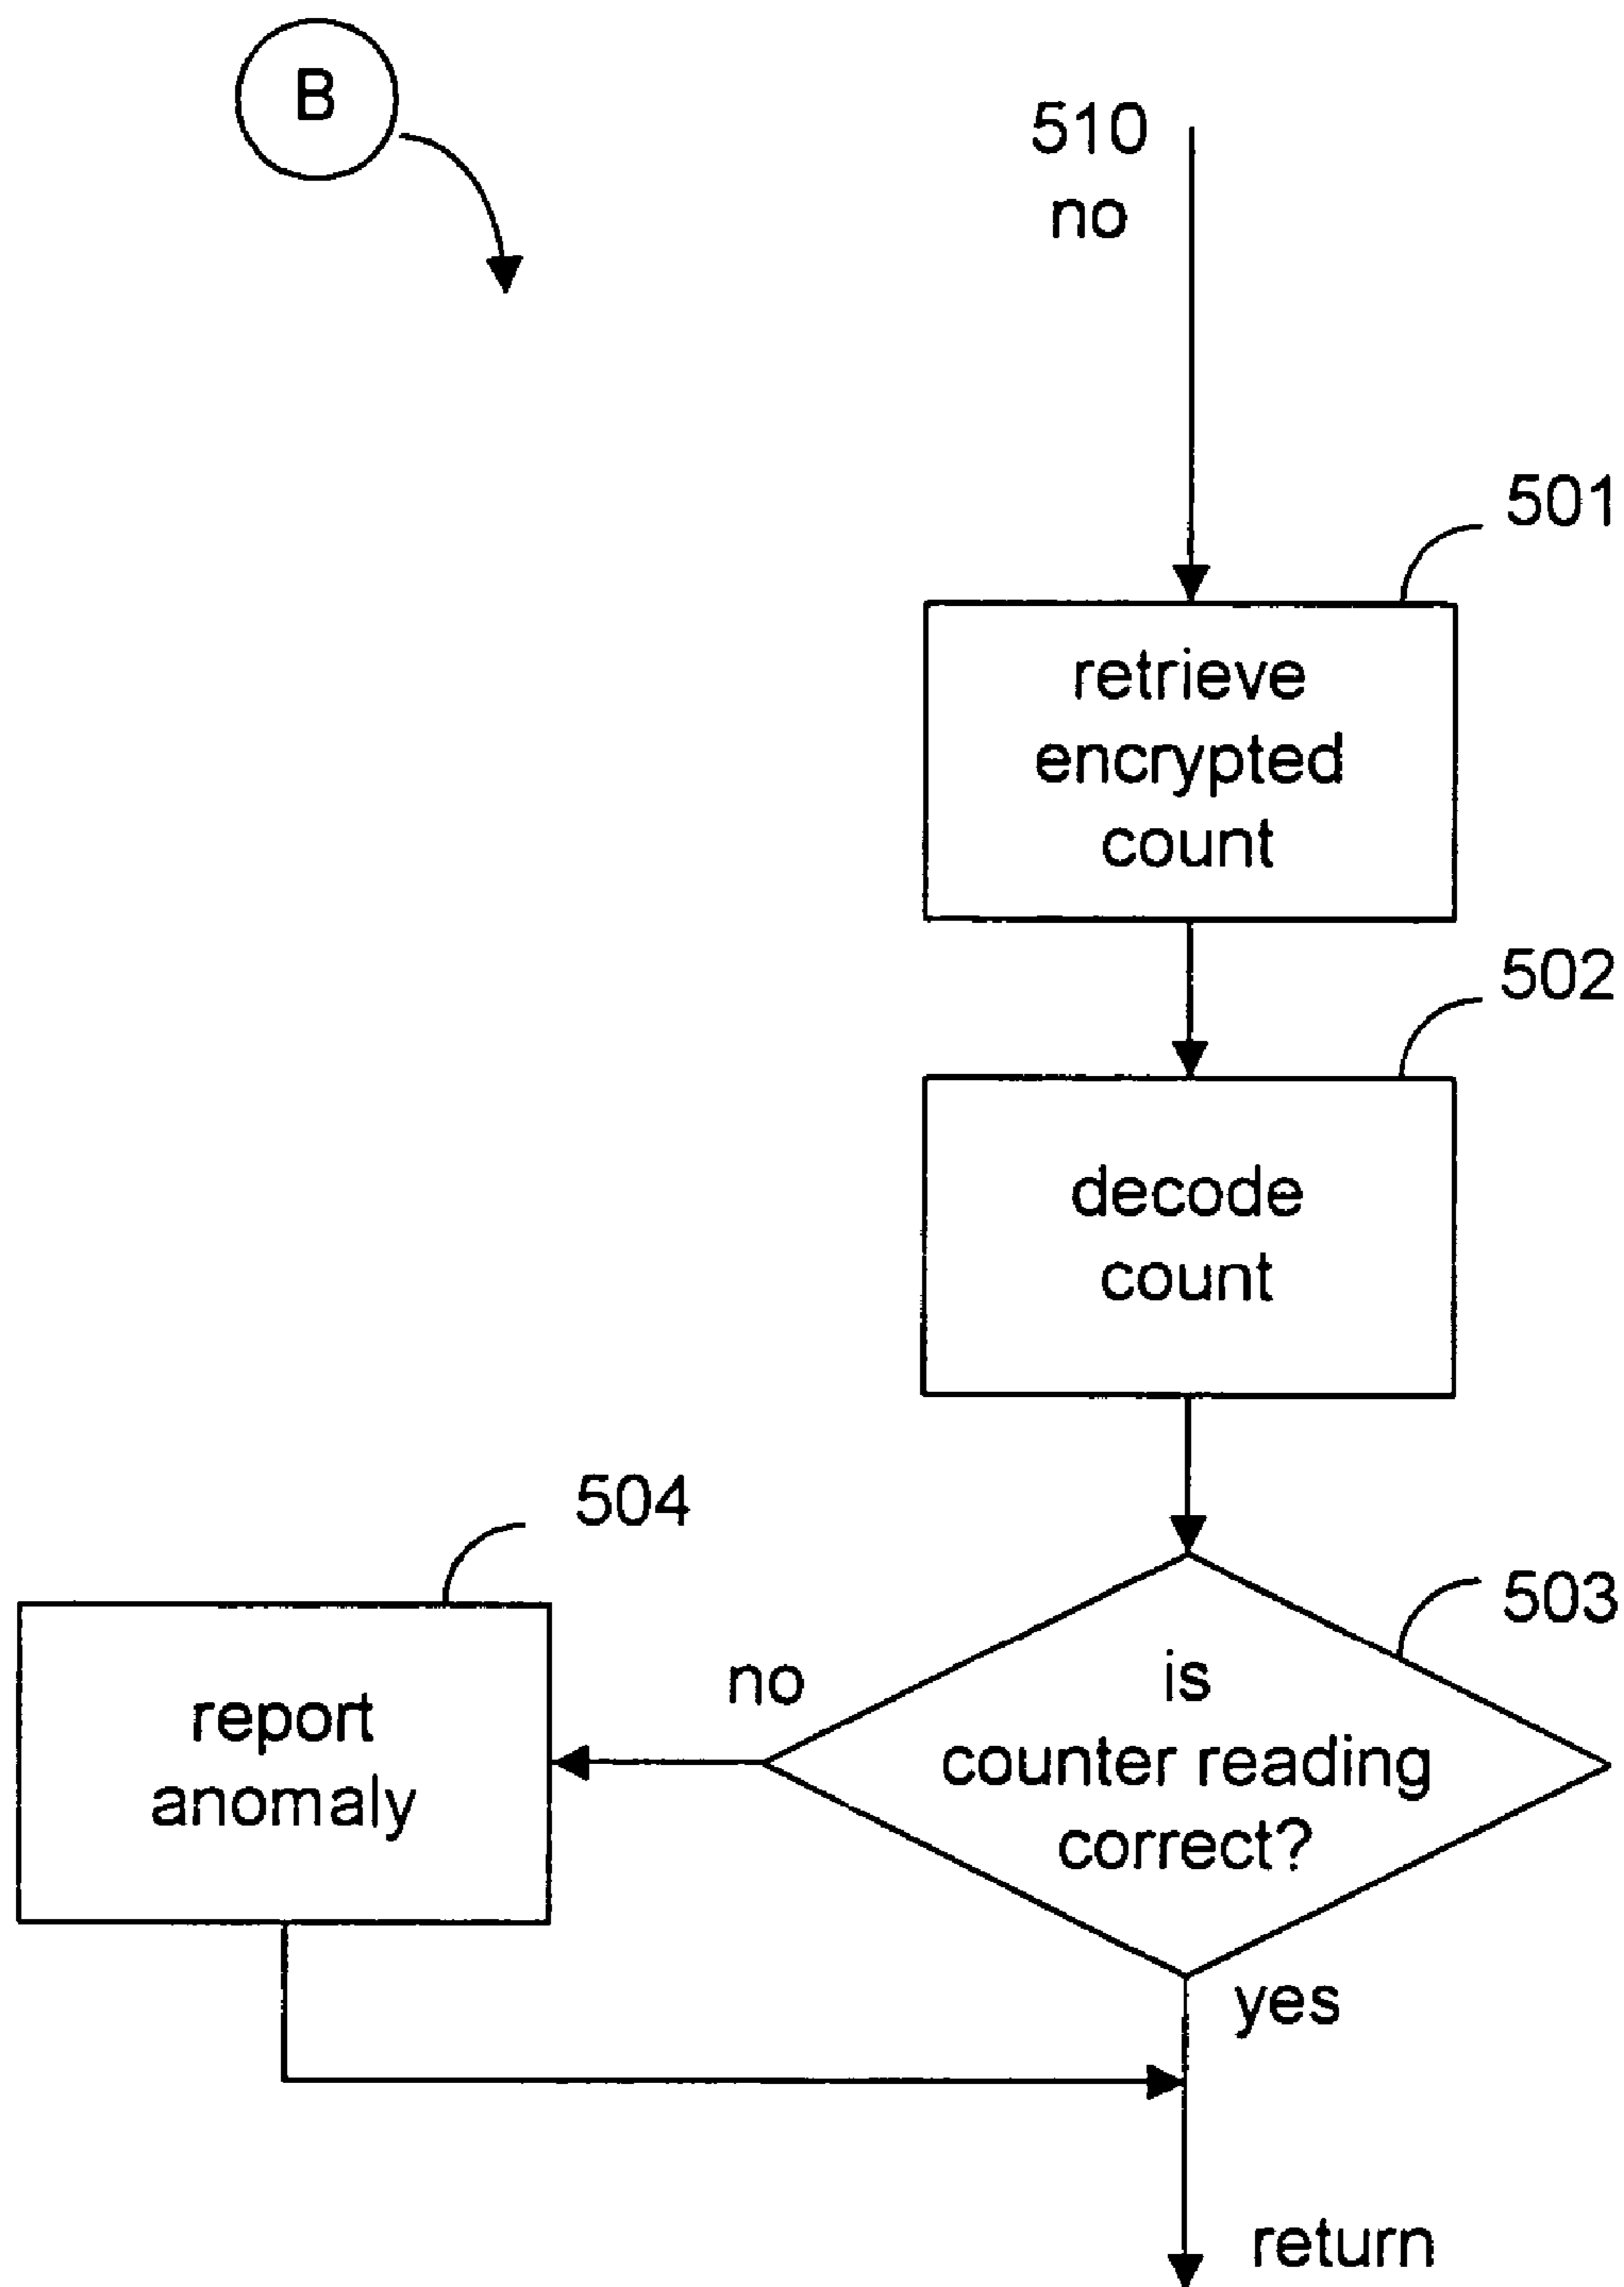 B
510
no
501
retrieve
encrypted
count
502
decode
count
504
503
report
anomaly
no
is
counter reading
correct?
yes
return